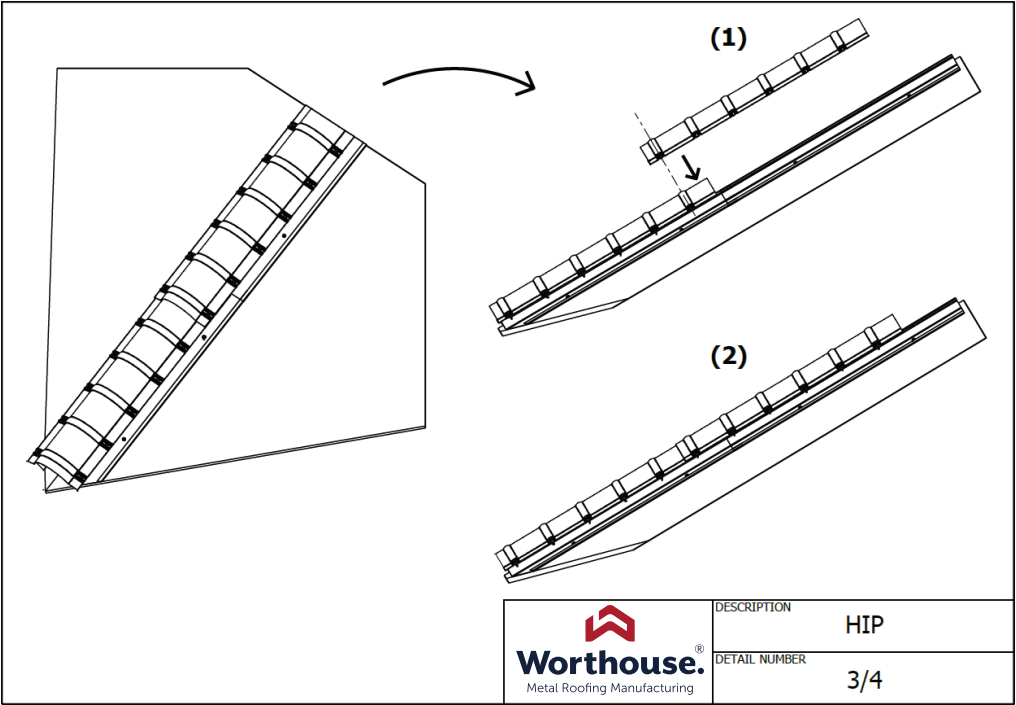 (1)
(2)
Worthouse.®
Metal Roofing Manufacturing
DESCRIPTION
HIP
DETAIL NUMBER
3/4